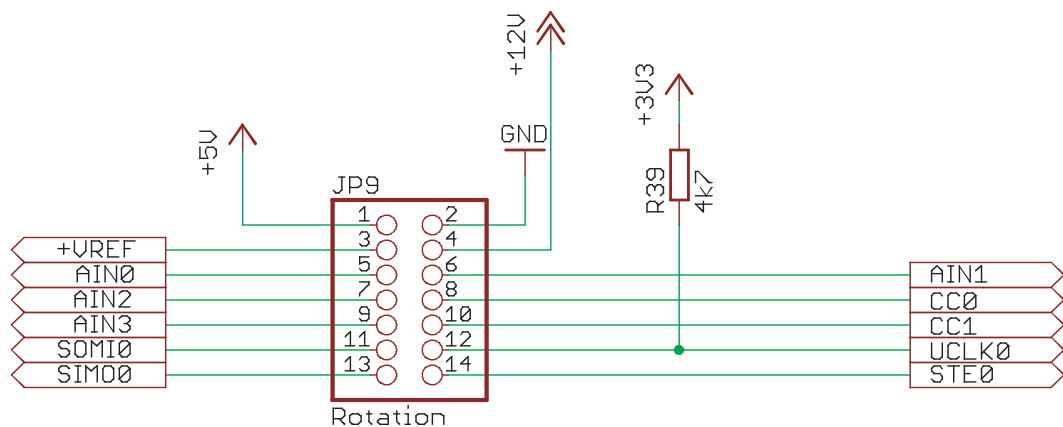 +12V
+3V3
GND
+5V
R39
4k7
JP9
1 2
+VREF 3 4
AIN0 5 6 AIN1
AIN2 7 8 CC0
AIN3 9 10 CC1
SOMI0 11 12 UCLK0
SIMO0 13 14 STE0
Rotation